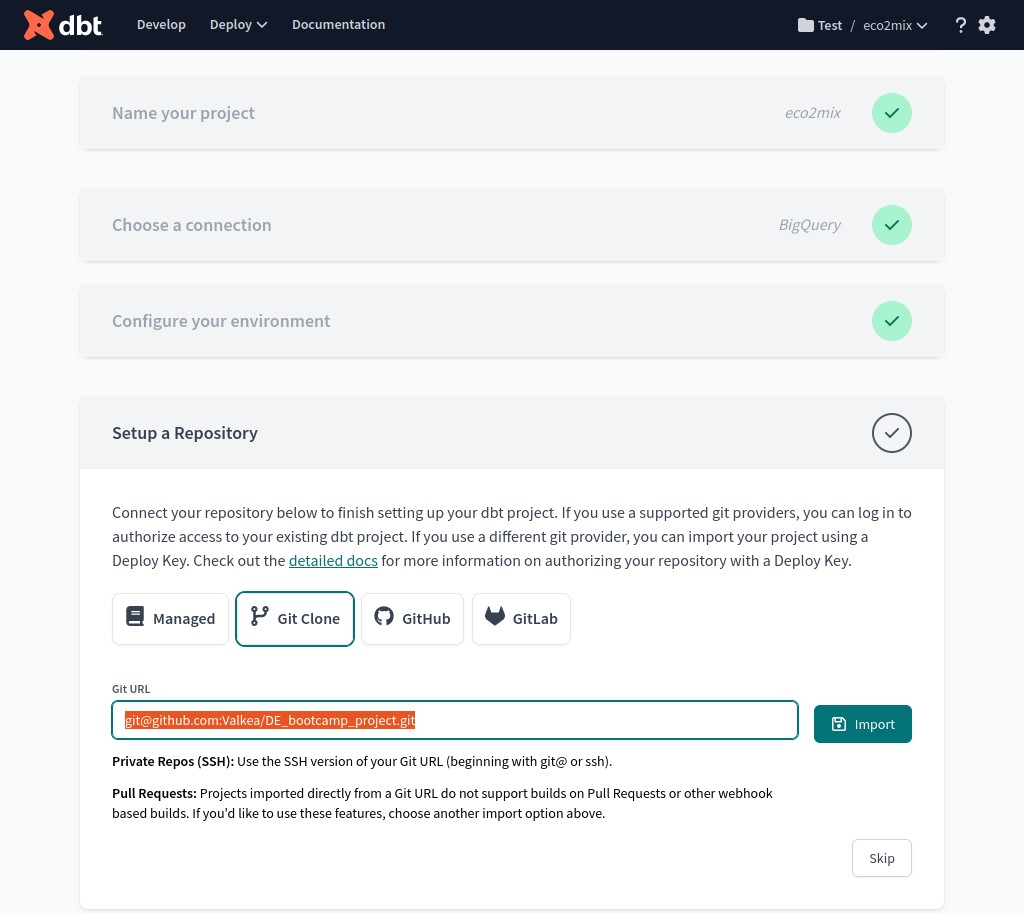 dbt Develop Deploy Documentation Test / eco2mix ?
Name your project eco2mix
Choose a connection BigQuery
Configure your environment
Setup a Repository
Connect your repository below to finish setting up your dbt project. If you use a supported git providers, you can log in to
authorize access to your existing dbt project. If you use a different git provider, you can import your project using a
Deploy Key. Check out the detailed docs for more information on authorizing your repository with a Deploy Key.
Managed Git Clone GitHub GitLab
Git URL
git@github.com:Valkea/DE_bootcamp_project.git Import
Private Repos (SSH): Use the SSH version of your Git URL (beginning with git@ or ssh).
Pull Requests: Projects imported directly from a Git URL do not support builds on Pull Requests or other webhook
based builds. If you'd like to use these features, choose another import option above.
Skip